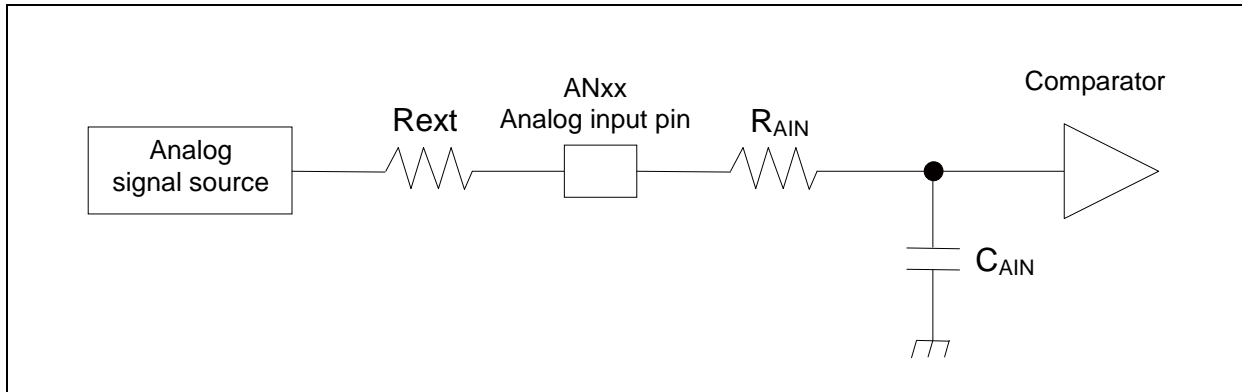 Analog
signal source
Rext
ANxx
Analog input pin
RAIN
CAIN
Comparator